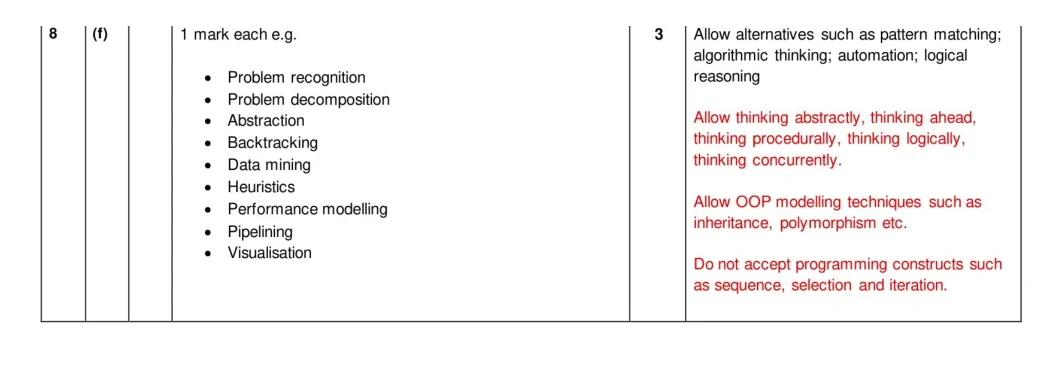 8 (f) 1 mark each e.g. 3 Allow alternatives such as pattern matching;
algorithmic thinking; automation; logical
reasoning
• Problem recognition
• Problem decomposition
• Abstraction
• Backtracking
• Data mining
• Heuristics
• Performance modelling
• Pipelining
• Visualisation
Allow thinking abstractly, thinking ahead,
thinking procedurally, thinking logically,
thinking concurrently.
Allow OOP modelling techniques such as
inheritance, polymorphism etc.
Do not accept programming constructs such
as sequence, selection and iteration.